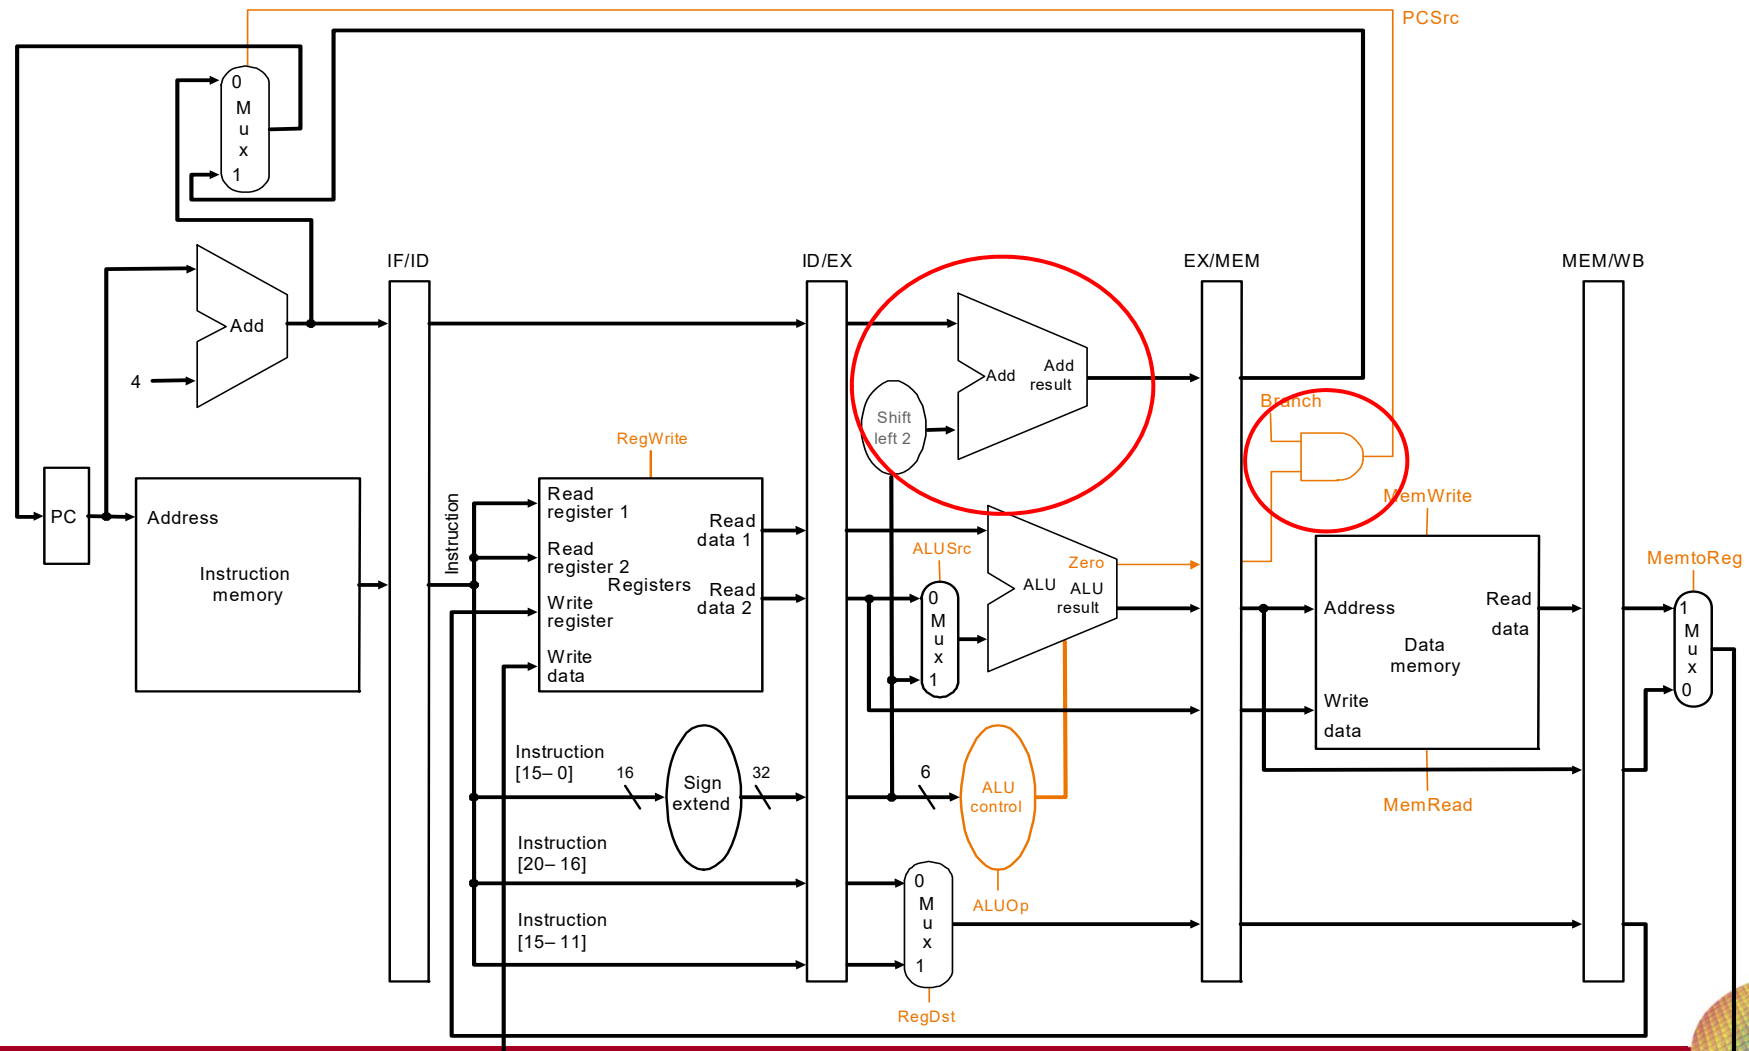 PCSrc
0
M
u
x
1
IF/ID
ID/EX
EX/MEM
MEM/WB
Add
4
Add
Add
result
Shift
left 2
Branch
RegWrite
MemWrite
PC
Address
Instruction
memory
Instruction
Read
register 1
Read
register 2
Write
register
Write
data
Registers
Read
data 1
Read
data 2
ALUSrc
0
M
u
x
1
Zero
ALU
ALU
result
Address
Read
data
Data
memory
Write
data
MemtoReg
1
M
u
x
0
Instruction
[15– 0]
16
Sign
extend
32
6
ALU
control
MemRead
Instruction
[20– 16]
Instruction
[15– 11]
0
M
u
x
1
ALUOp
RegDst